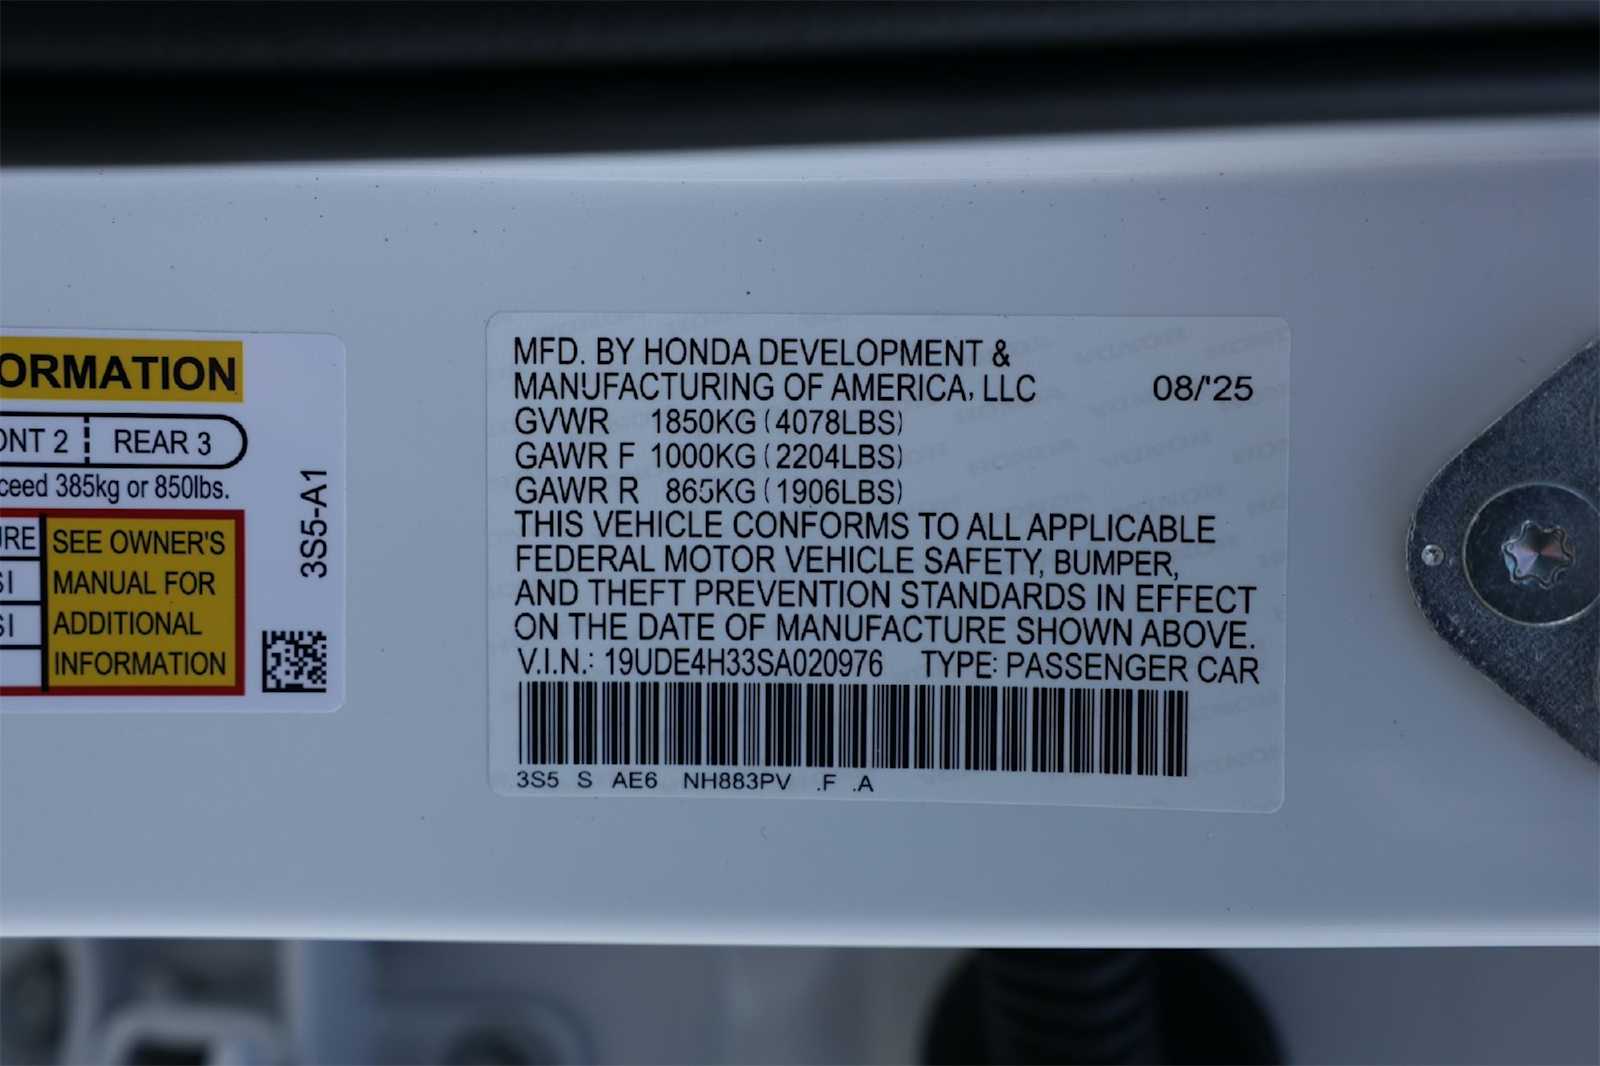 ORMATION
ONT 2 REAR 3
ceed 385kg or 850lbs.
URE
SI
SI
SEE OWNER'S
MANUAL FOR
ADDITIONAL
INFORMATION
3S5-A1
MFD. BY HONDA DEVELOPMENT &
MANUFACTURING OF AMERICA, LLC 08/'25
GVWR 1850KG (4078LBS)
GAWR F 1000KG (2204LBS)
GAWR R 865KG (1906LBS)
THIS VEHICLE CONFORMS TO ALL APPLICABLE
FEDERAL MOTOR VEHICLE SAFETY, BUMPER,
AND THEFT PREVENTION STANDARDS IN EFFECT
ON THE DATE OF MANUFACTURE SHOWN ABOVE.
V.I.N.: 19UDE4H33SA020976 TYPE: PASSENGER CAR
3S5 S AE6 NH883PV .F .A